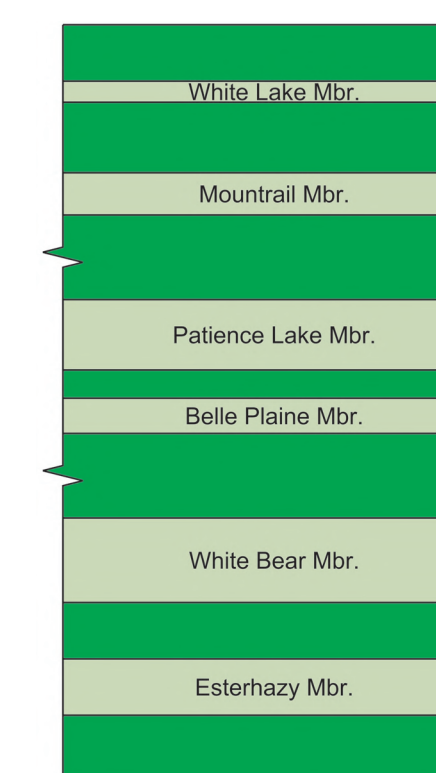 White Lake Mbr.
Mountrail Mbr.
Patience Lake Mbr.
Belle Plaine Mbr.
White Bear Mbr.
Esterhazy Mbr.